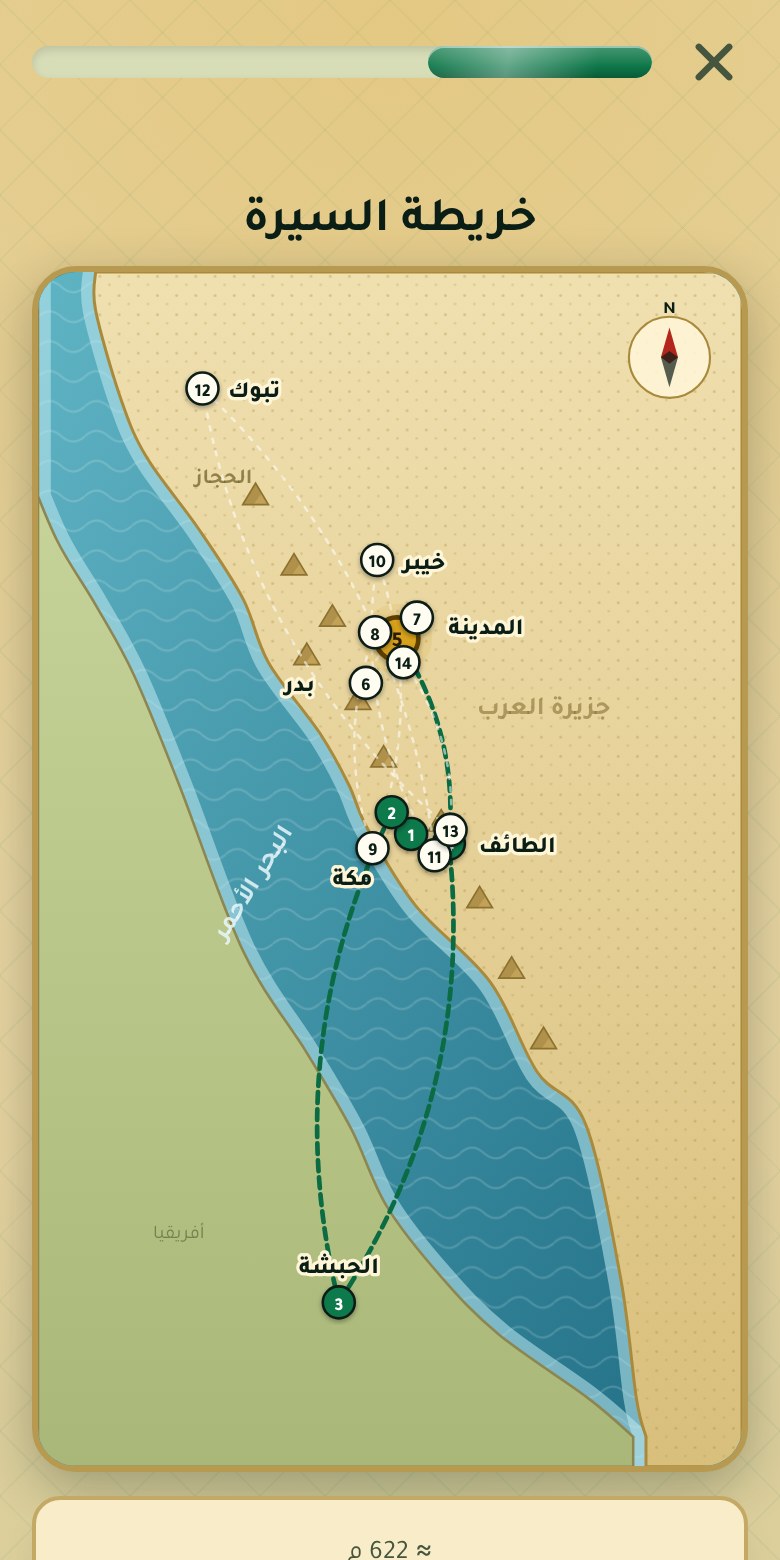 خريطة السيرة
N
12 تبوك
الحجاز
10 خيبر
7
المدينة
8
5
14
6
بدر
جزيرة العرب
2
1
13
الطائف
9
11
مكة
البحر الأحمر
أفريقيا
الحبشة
3
≈ 622 م